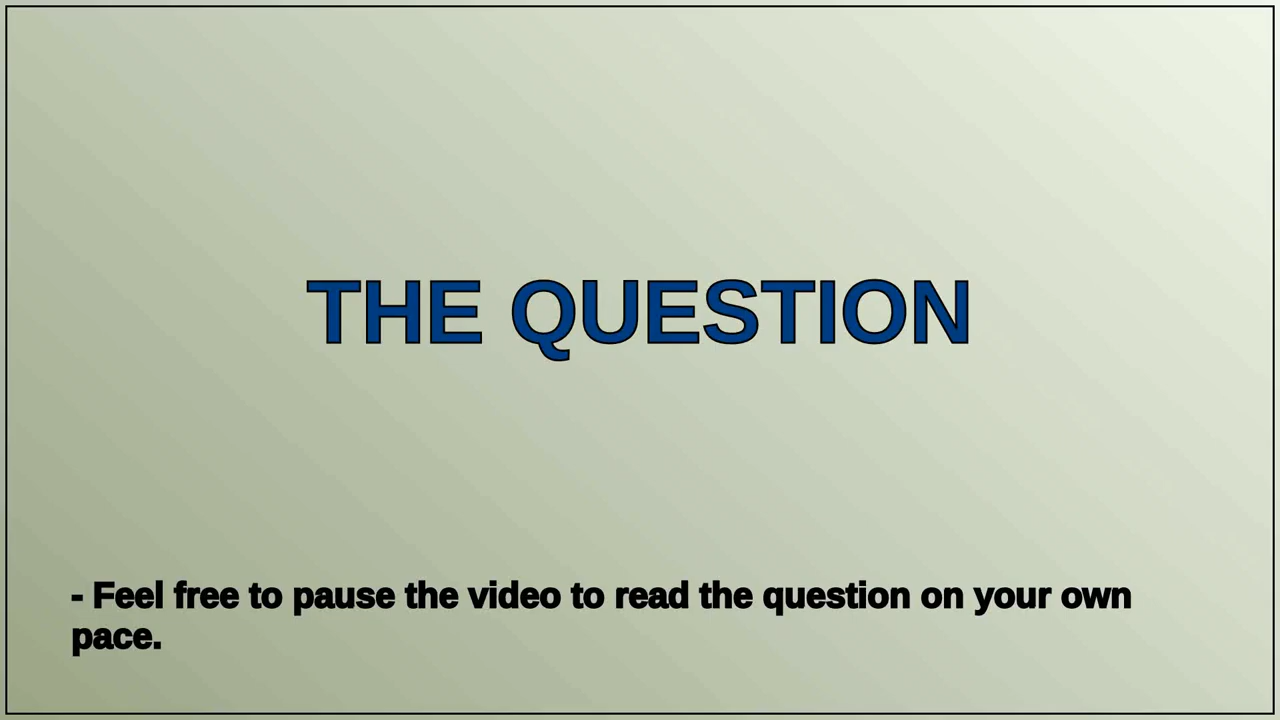 THE QUESTION
- Feel free to pause the video to read the question on your own
pace.